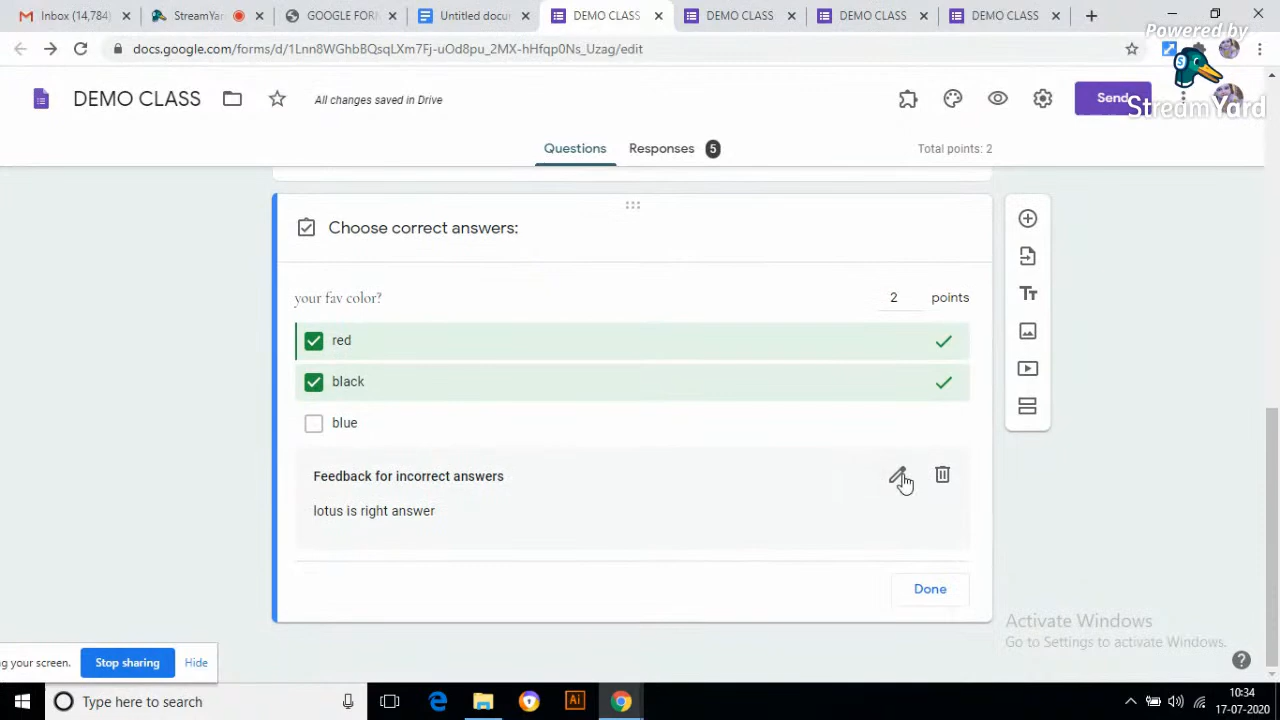 Inbox (14,784)
StreamYar
GOOGLE FOR
Untitled docu
DEMO CLASS
DEMO CLASS
DEMO CLASS
DEMO CLASS
docs.google.com/forms/d/1Lnn8WGhb8QsqLXm7Fj-uOd8pu_2MX-hHfqp0Ns_Uzag/edit
Powered by
StreamYard
DEMO CLASS
All changes saved in Drive
Send
Questions
Responses 5
Total points: 2
Choose correct answers:
your fav color?
2 points
red
black
blue
Feedback for incorrect answers
lotus is right answer
Done
Activate Windows
Go to Settings to activate Windows.
g your screen.
Stop sharing
Hide
Type here to search
Ai
10:34
17-07-2020